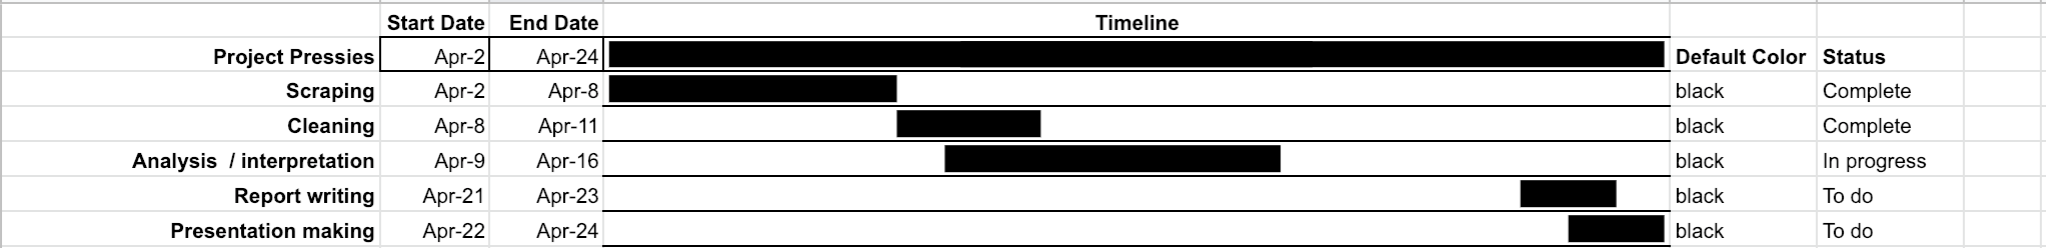 Start Date End Date Timeline
Project Pressies Apr-2 Apr-24 Default Color Status
Scraping Apr-2 Apr-8 black Complete
Cleaning Apr-8 Apr-11 black Complete
Analysis / interpretation Apr-9 Apr-16 black In progress
Report writing Apr-21 Apr-23 black To do
Presentation making Apr-22 Apr-24 black To do